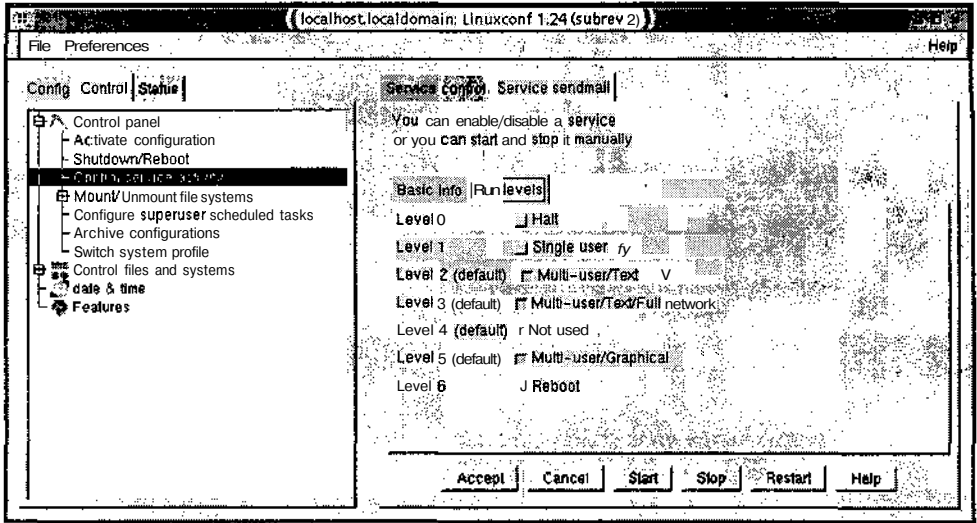 localhost.localdomain: Linuxconf 1.24 (subrev 2)
File Preferences Help
Config Control Status
Control panel
Activate configuration
Shutdown/Reboot
Control service activity
Mount/Unmount file systems
Configure superuser scheduled tasks
Archive configurations
Switch system profile
Control files and systems
date & time
Features
Service control Service sendmail
You can enable/disable a service
or you can start and stop it manually
Basic info Run levels
Level 0 Halt
Level 1 Single user fy
Level 2 (default) Multi-user/Text V
Level 3 (default) Multi-user/Text/Full network
Level 4 (default) r Not used ,
Level 5 (default) Multi-user/Graphical
Level 6 J Reboot
Accept Cancel Start Stop Restart Help